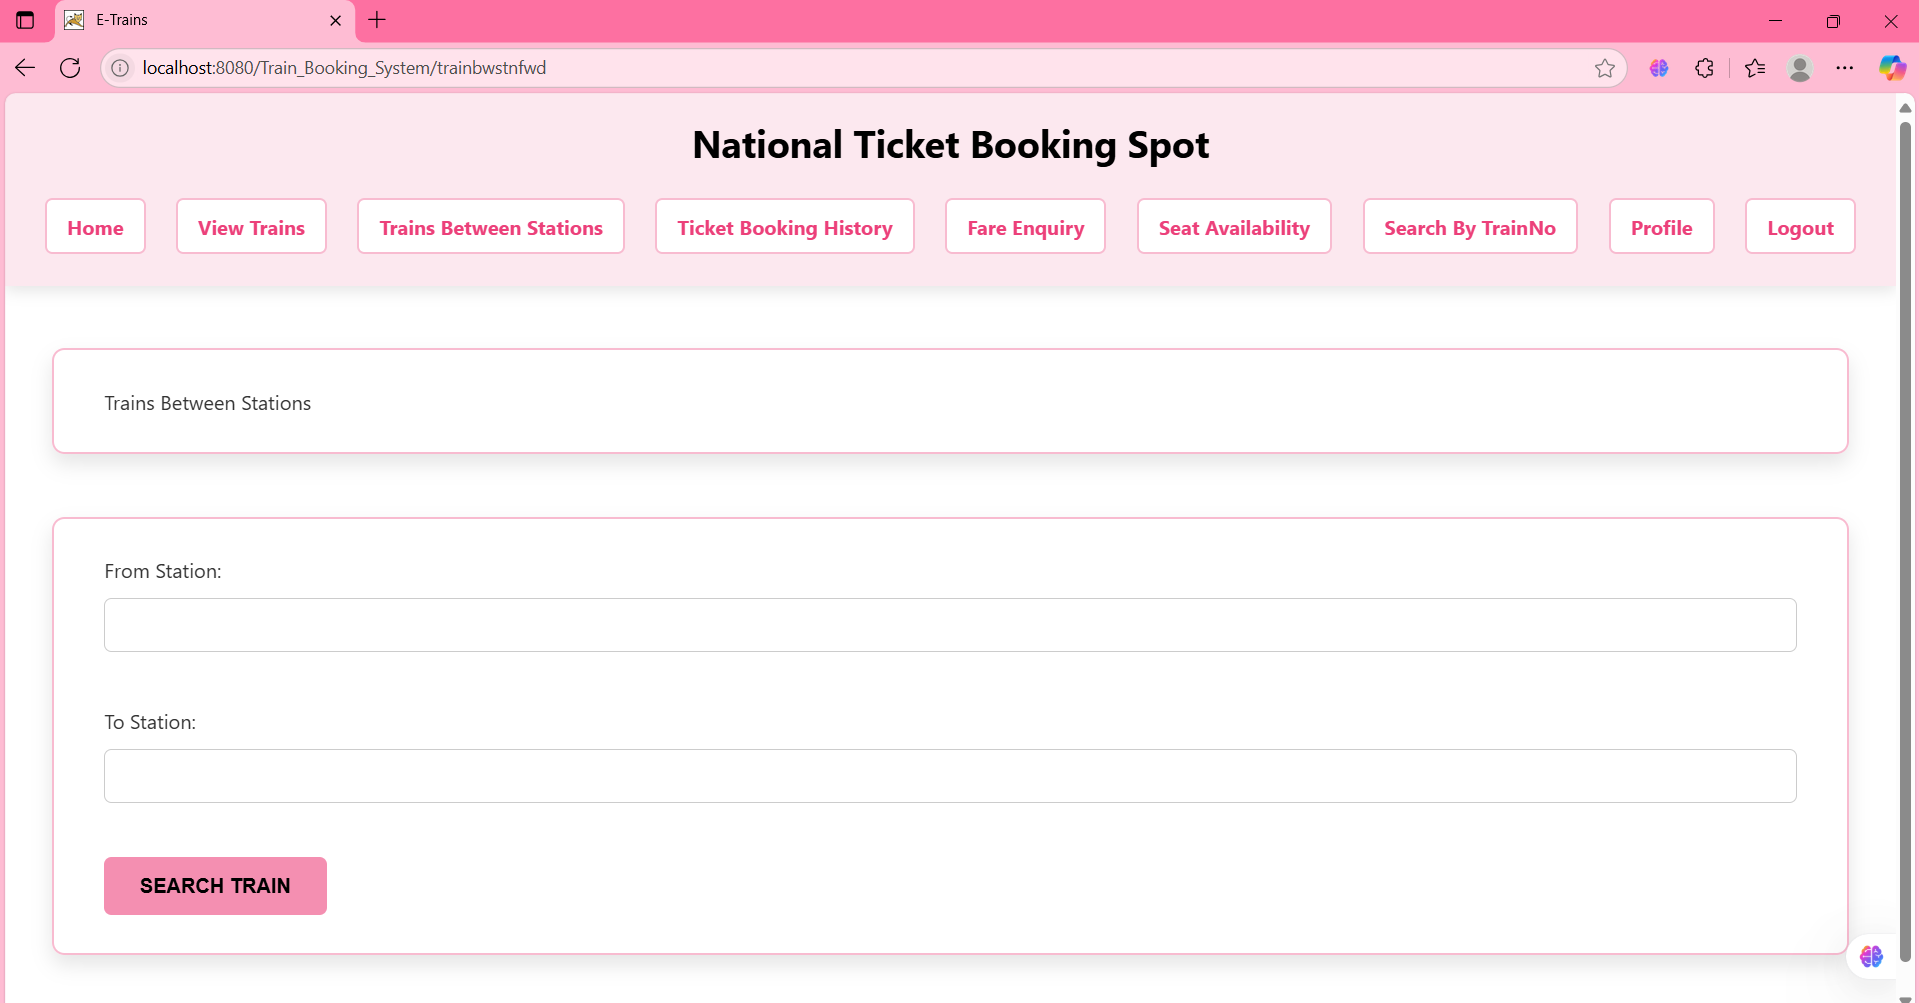 E-Trains
localhost:8080/Train_Booking_System/trainbwstnfwd
National Ticket Booking Spot
Home View Trains Trains Between Stations Ticket Booking History Fare Enquiry Seat Availability Search By TrainNo Profile Logout
Trains Between Stations
From Station:
To Station:
SEARCH TRAIN